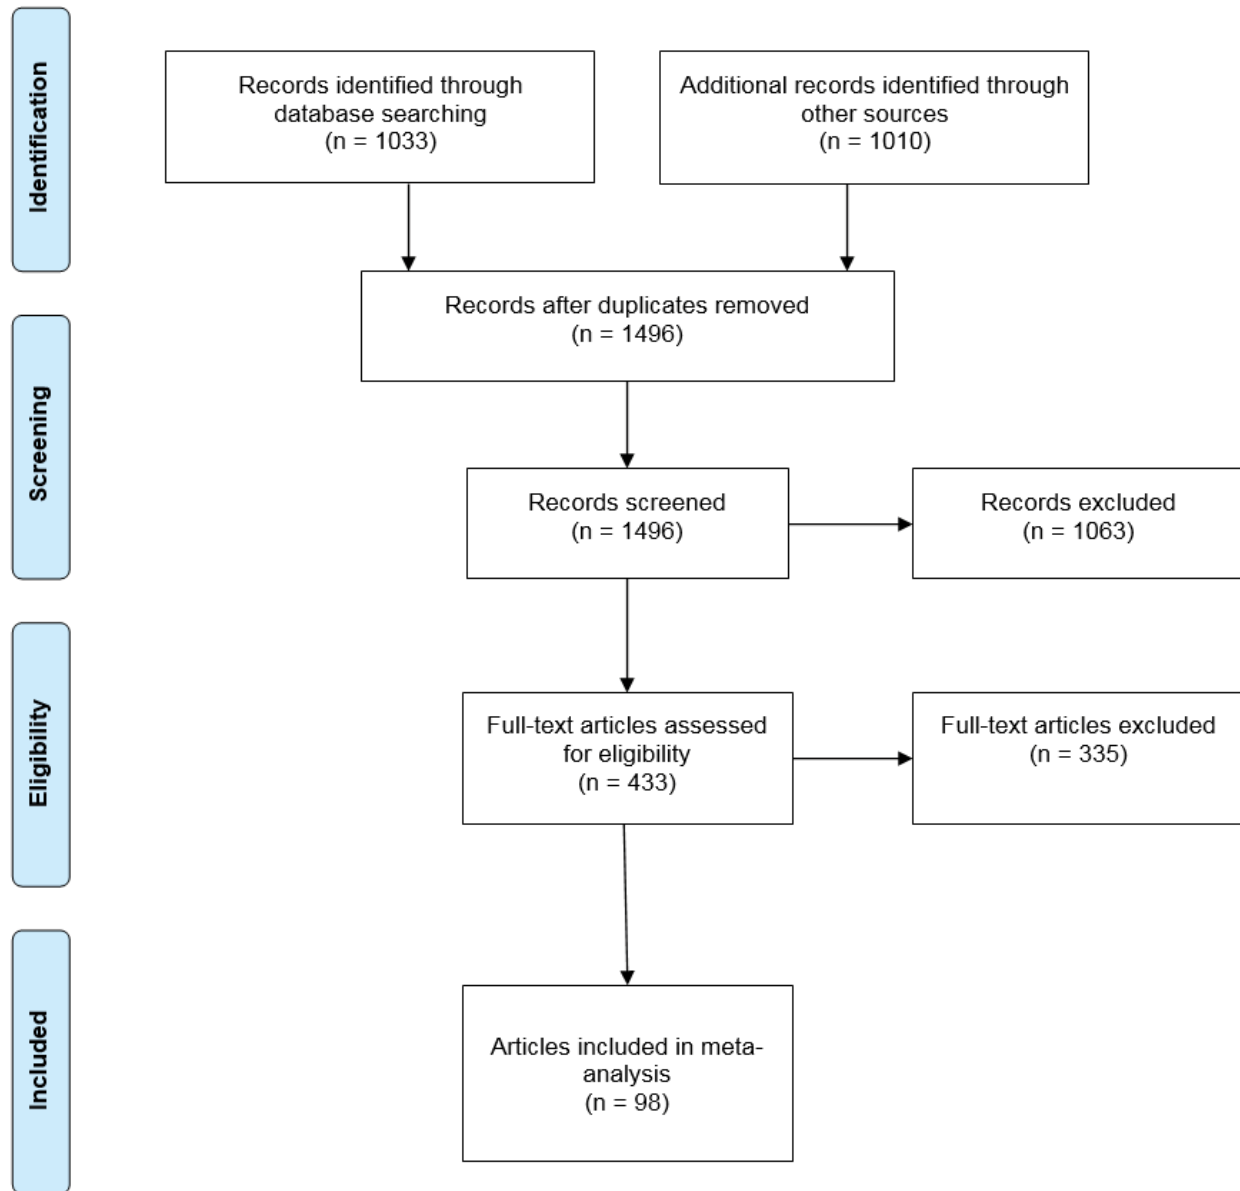 Identification
Records identified through
database searching
(n = 1033)
Additional records identified through
other sources
(n = 1010)
Records after duplicates removed
(n = 1496)
Screening
Records screened
(n = 1496)
Records excluded
(n = 1063)
Eligibility
Full-text articles assessed
for eligibility
(n = 433)
Full-text articles excluded
(n = 335)
Included
Articles included in meta-
analysis
(n = 98)